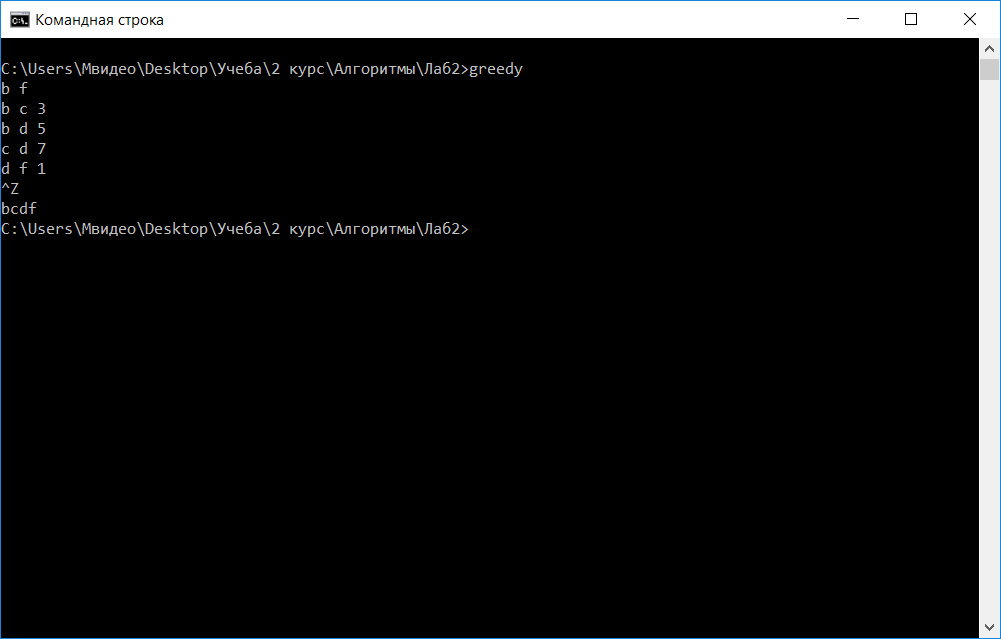 Командная строка
C:\Users\Мвидео\Desktop\Учеба\2 курс\Алгоритмы\Лаб2>greedy
b f
b c 3
b d 5
c d 7
d f 1
^Z
bcdf
C:\Users\Мвидео\Desktop\Учеба\2 курс\Алгоритмы\Лаб2>